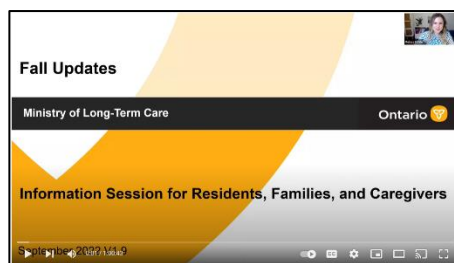 Fall Updates
Ministry of Long-Term Care
Ontario
Information Session for Residents, Families, and Caregivers
September 2022 V1.9